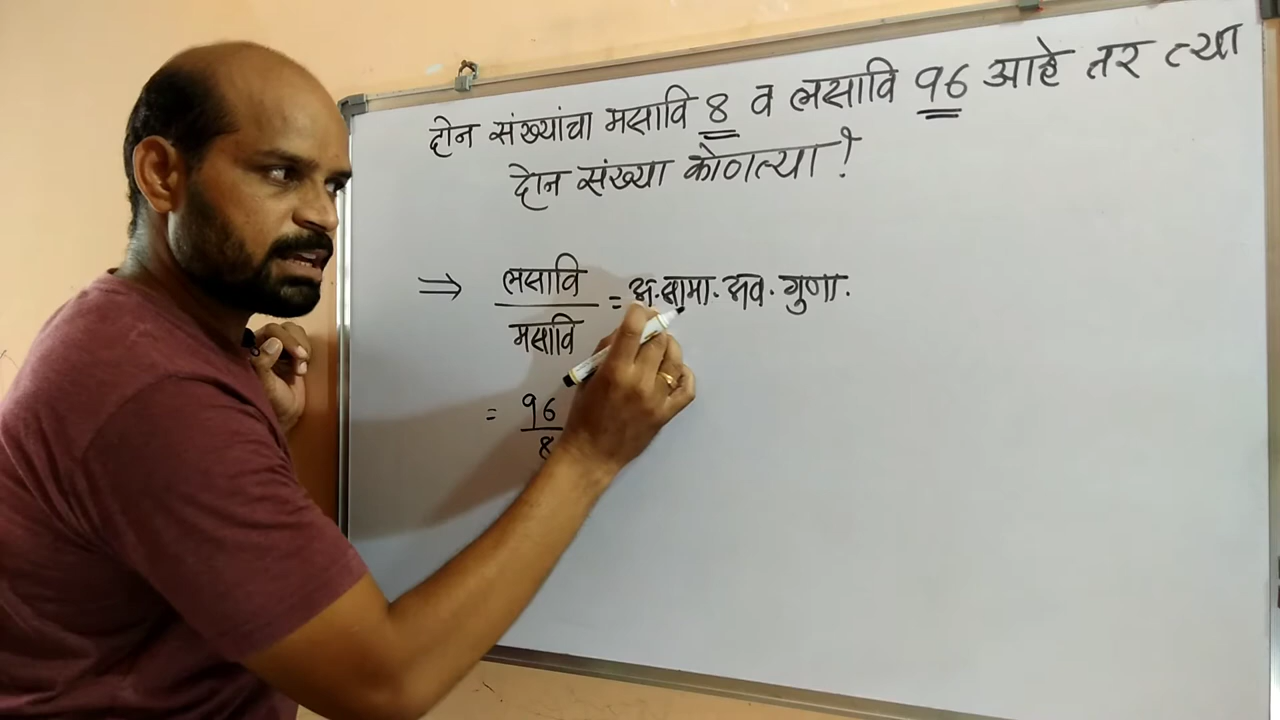 दोन संख्यांचा मसावि 8 व लसावि 96 आहे तर त्या
दोन संख्या कोणत्या ?
⇒ लसावि / मसावि = अ.सामा. अव. गुणा.
= 96 / 8